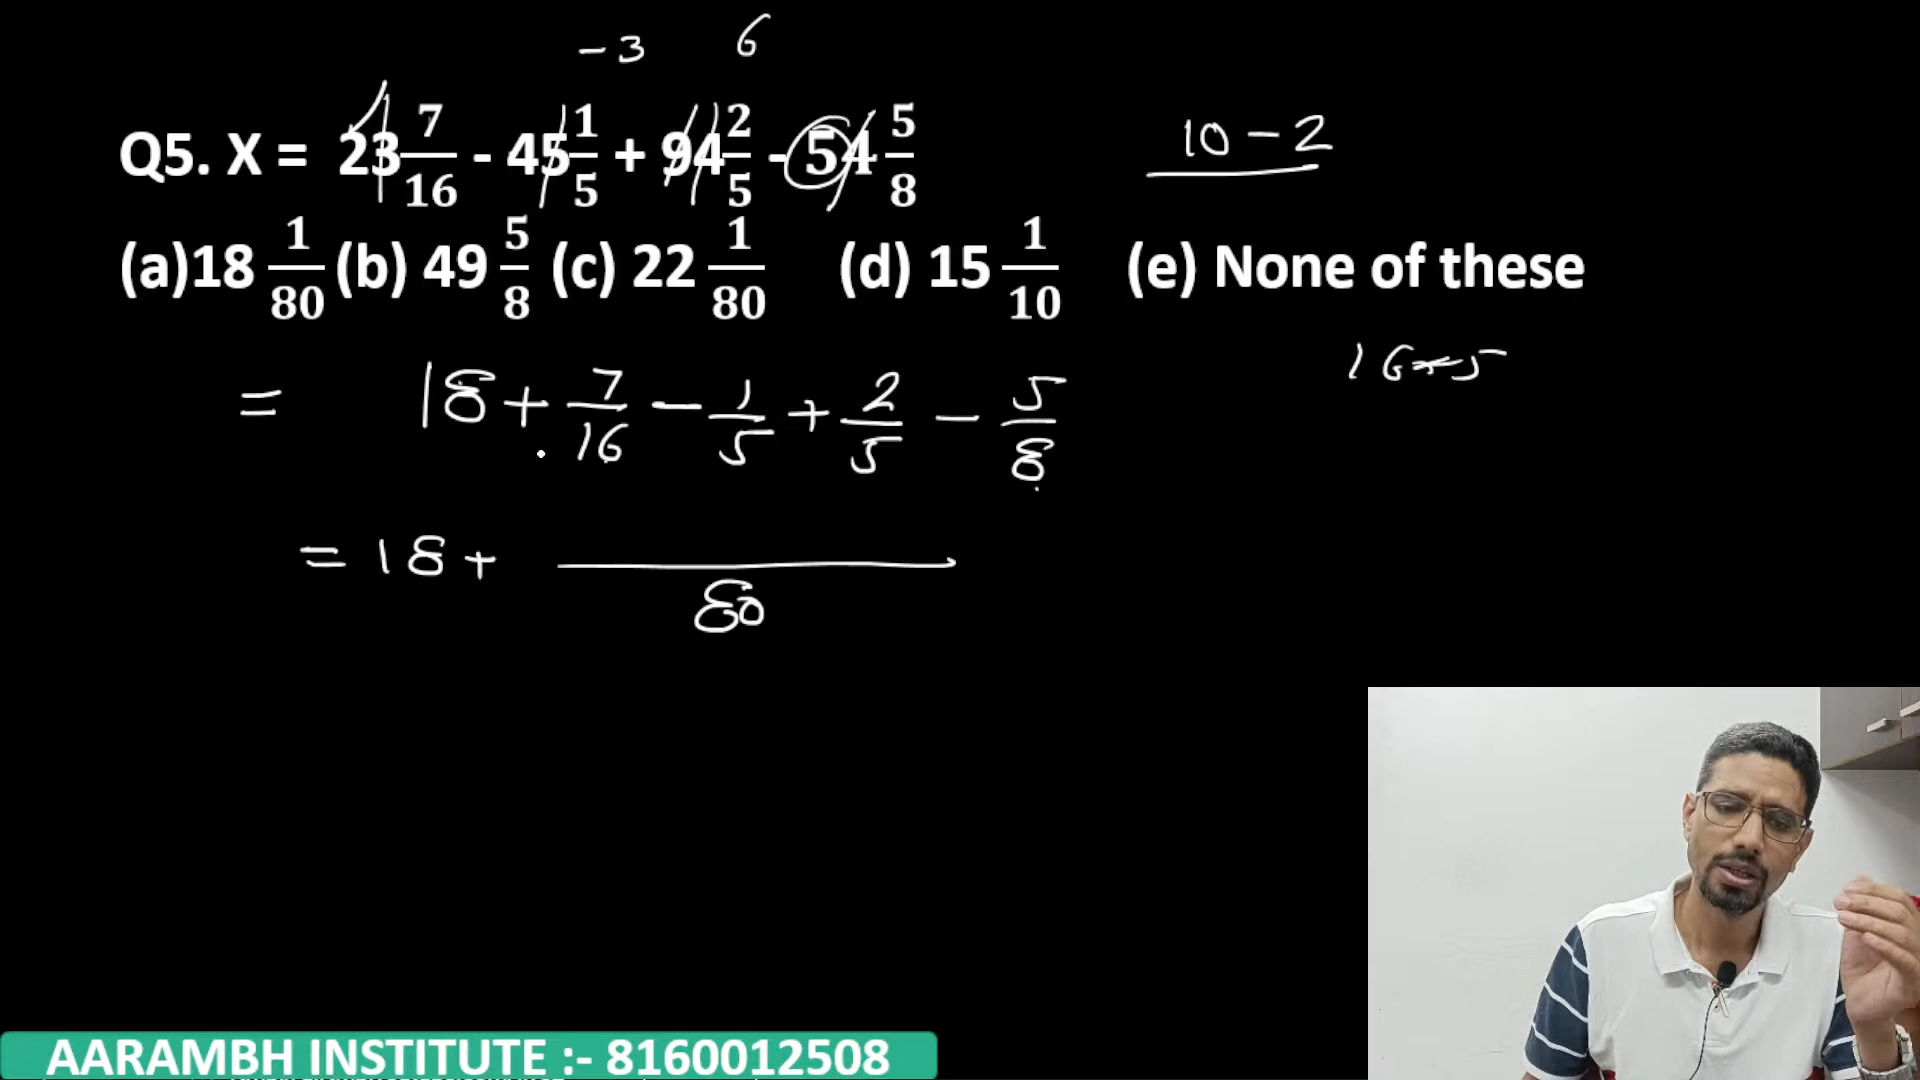 -3 6
Q5. X = 23 7/16 - 45 1/5 + 94 2/5 - 54 5/8
10 - 2
(a)18 1/80 (b) 49 5/8 (c) 22 1/80 (d) 15 1/10 (e) None of these
16×5
= 18 + 7/16 - 1/5 + 2/5 - 5/8
= 18 + /80
AARAMBH INSTITUTE :- 8160012508